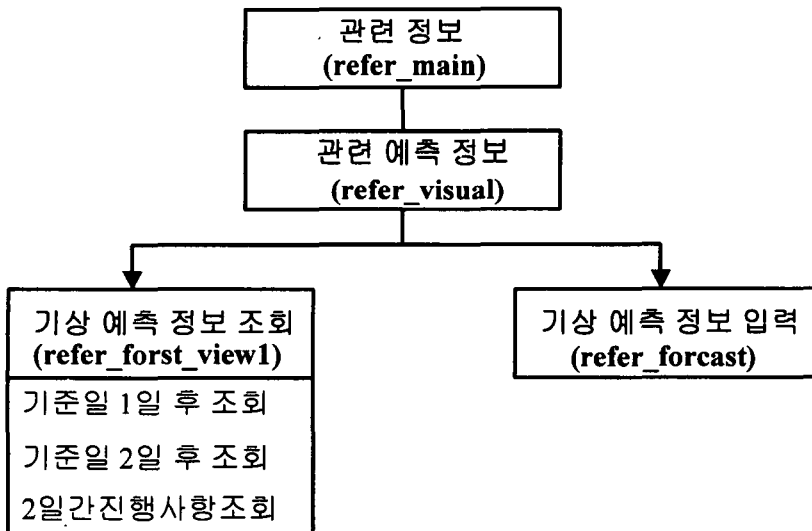 관련 정보
(refer_main)
관련 예측 정보
(refer_visual)
기상 예측 정보 조회
(refer_forst_view1)
기준일 1일 후 조회
기준일 2일 후 조회
2일간진행사항조회
기상 예측 정보 입력
(refer_forcast)